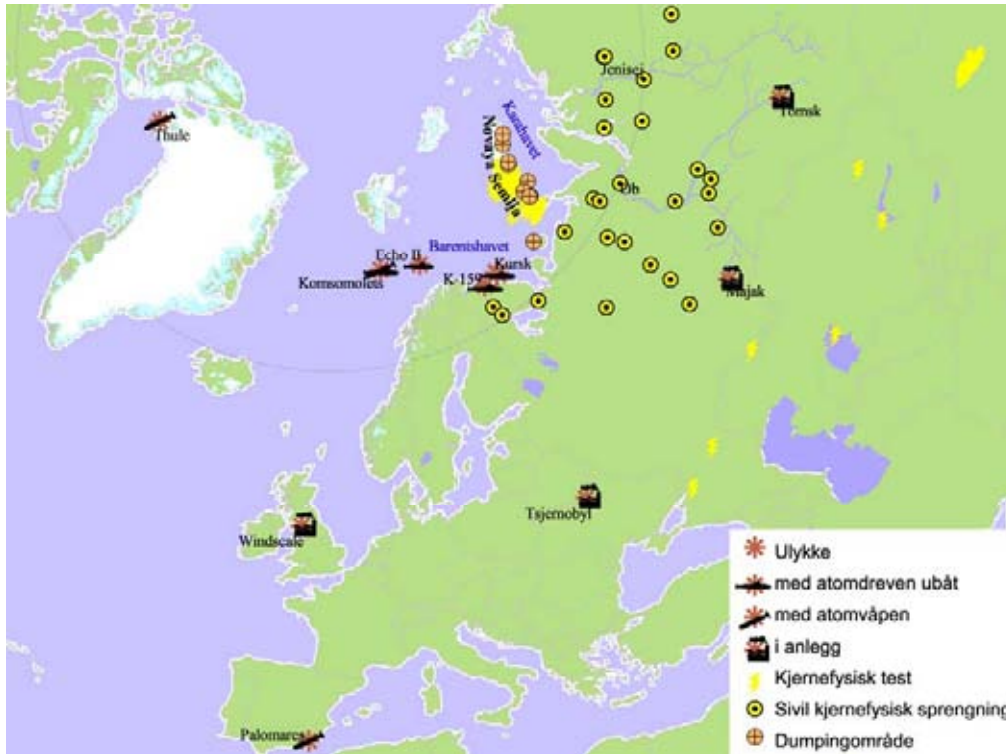 Jenisei
Tomsk
Thule
Karahavet
Novaya Semlja
Ob
Barentshavet
Echo II
Kursk
Komsomolets
K-159
Majak
Tsjernobyl
Windscale
Palomares
Ulykke
med atomdreven ubåt
med atomvåpen
i anlegg
Kjernefysisk test
Sivil kjernefysisk sprengning
Dumpingområde